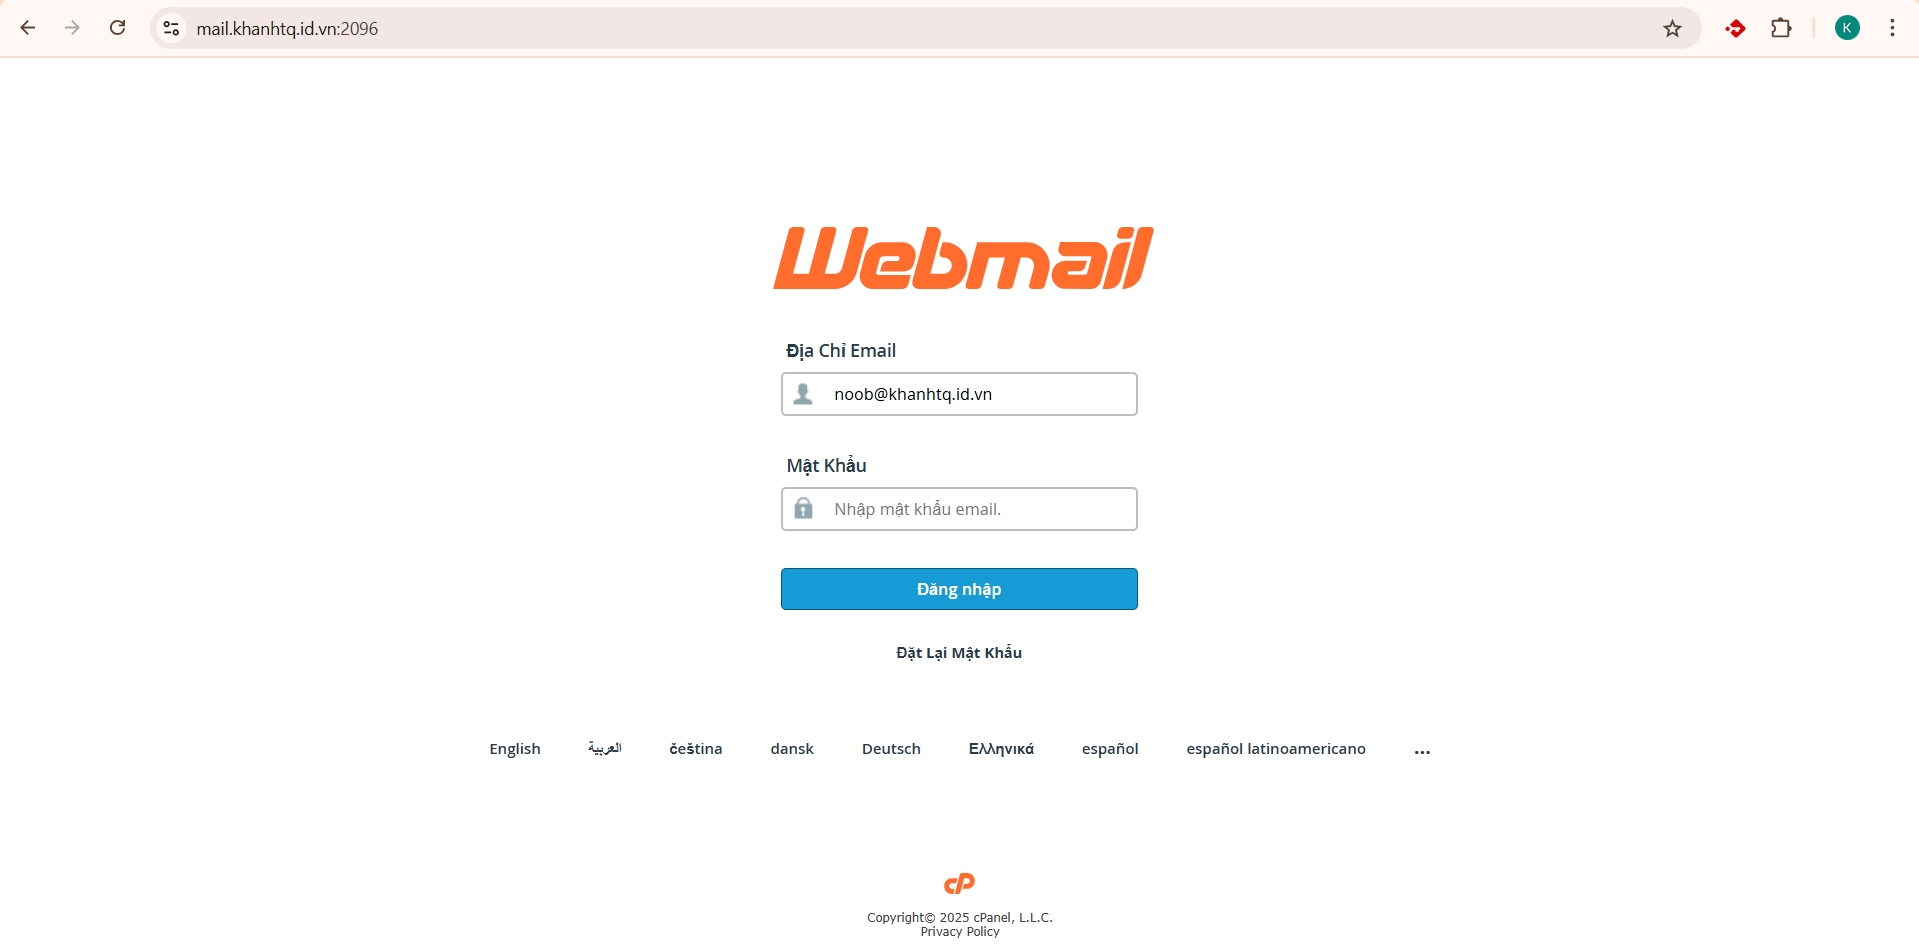 mail.khanhtq.id.vn:2096
K
Webmail
Địa Chỉ Email
noob@khanhtq.id.vn
Mật Khẩu
Nhập mật khẩu email.
Đăng nhập
Đặt Lại Mật Khẩu
English العربية čeština dansk Deutsch Ελληνικά español español latinoamericano ...
cP
Copyright© 2025 cPanel, L.L.C.
Privacy Policy